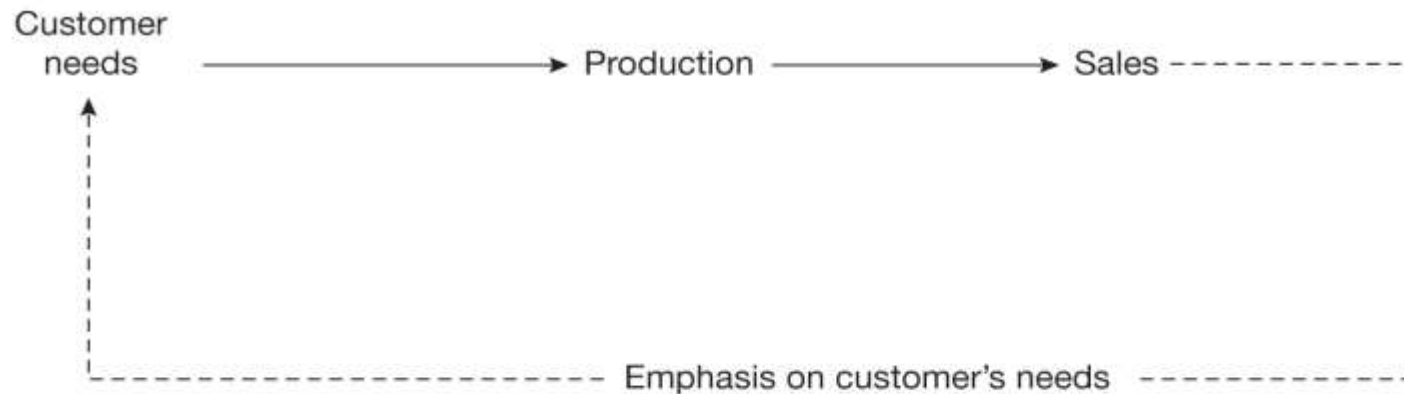 Customer
needs
Production
Sales
Emphasis on customer's needs